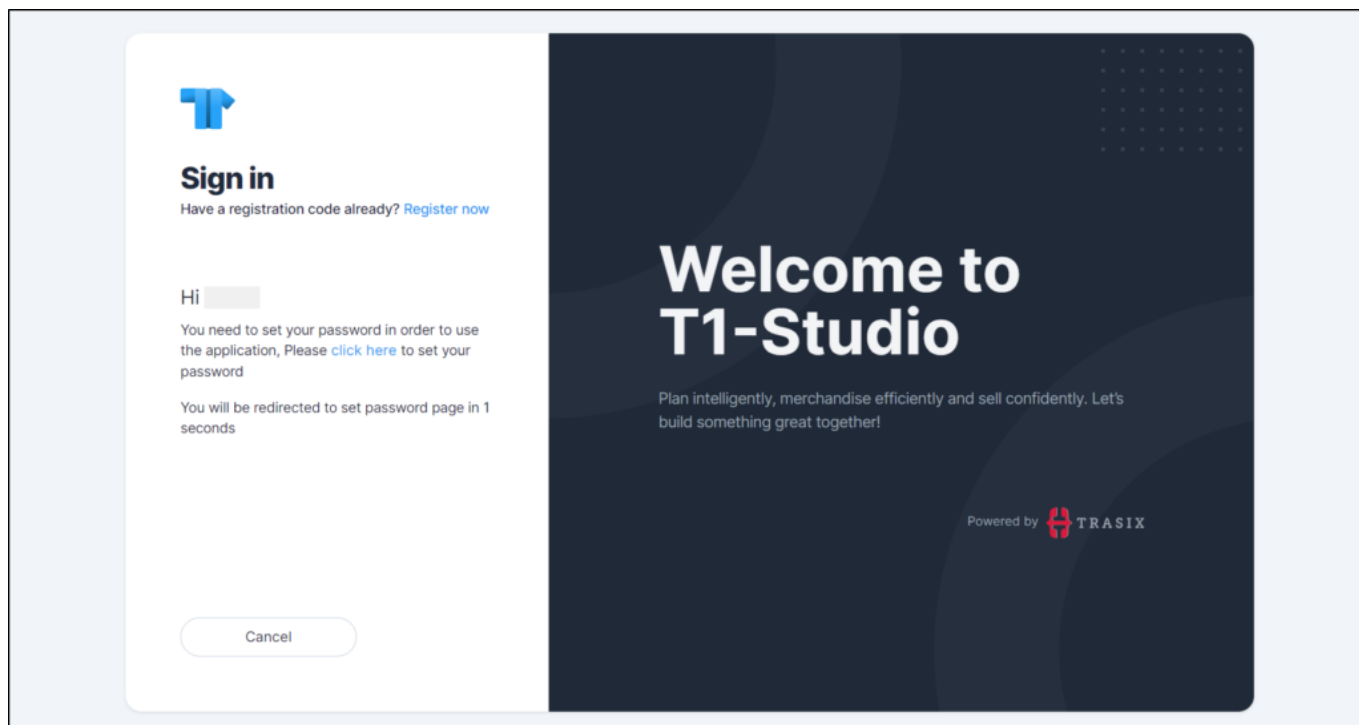 Sign in
Have a registration code already? Register now
Hi
You need to set your password in order to use
the application, Please click here to set your
password
You will be redirected to set password page in 1
seconds
Cancel
Welcome to
T1-Studio
Plan intelligently, merchandise efficiently and sell confidently. Let's
build something great together!
Powered by TRASIX